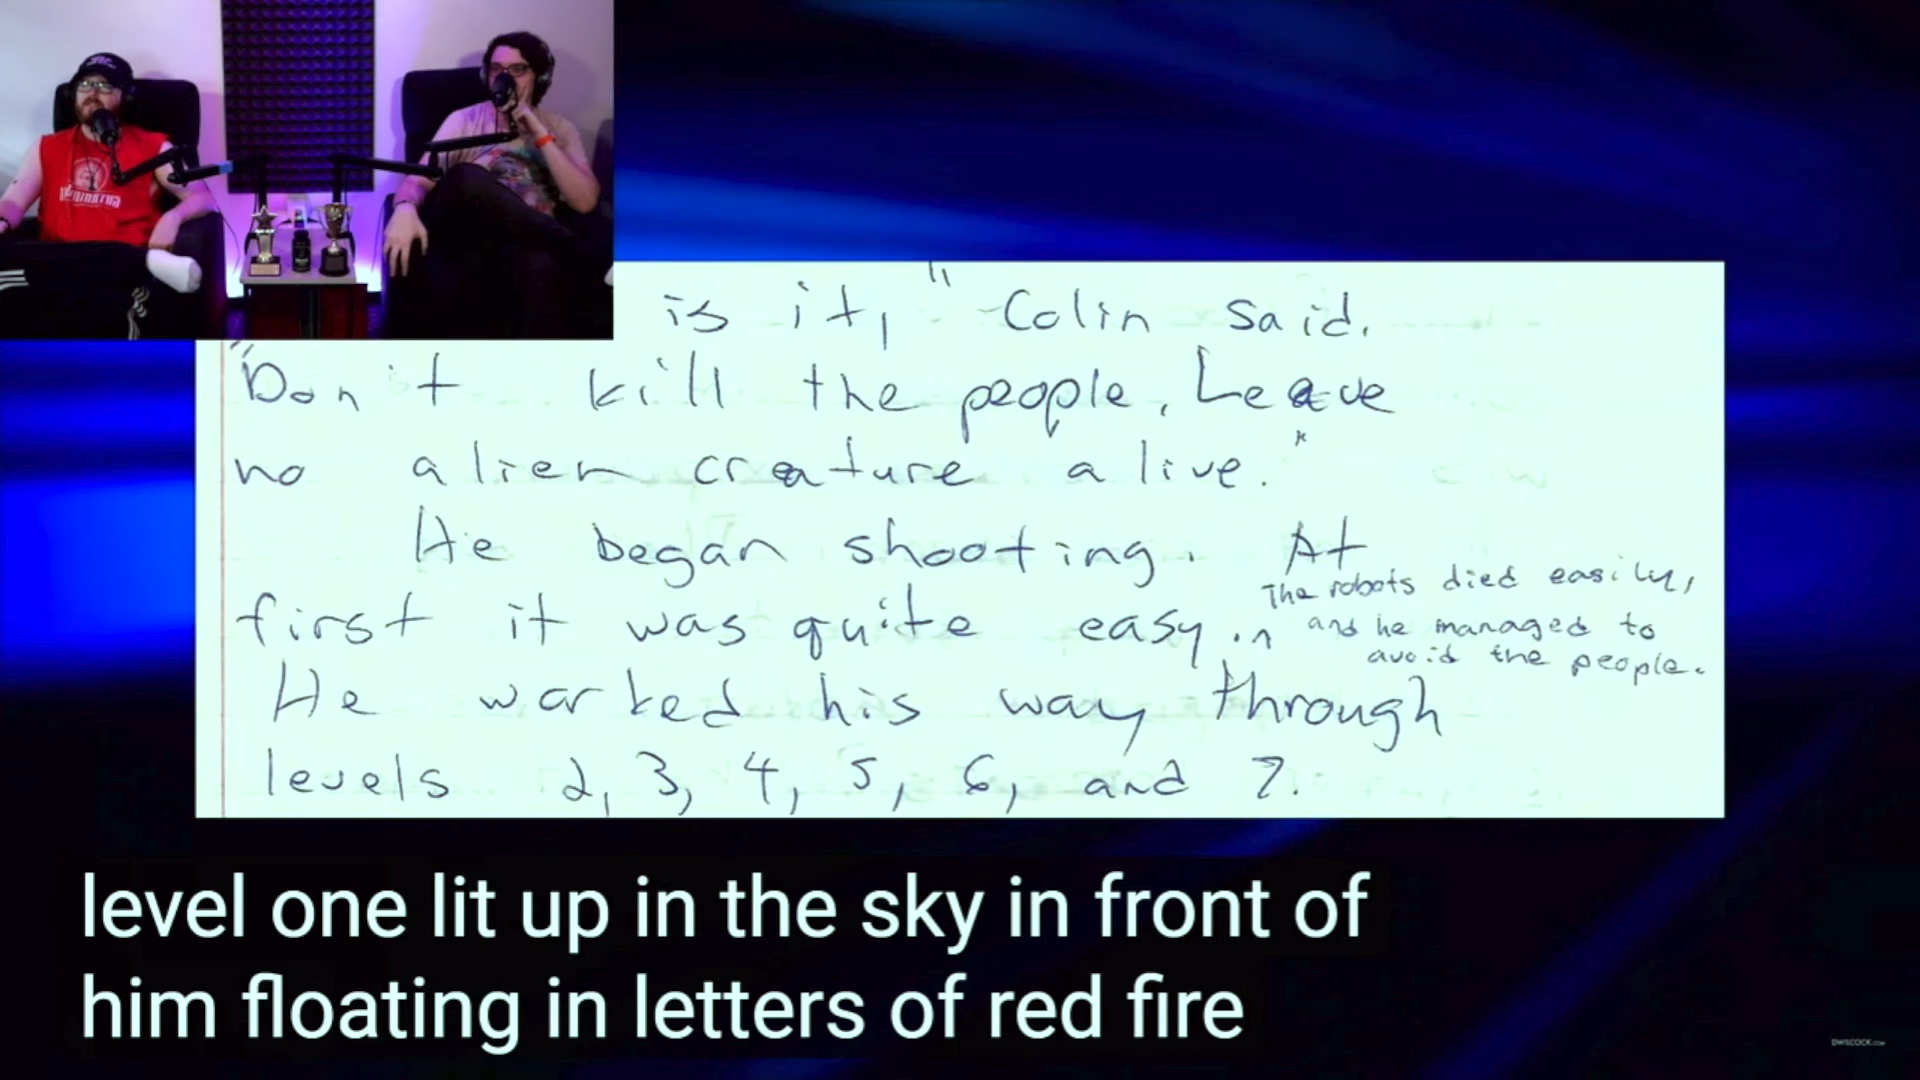 is it," Colin said.
"Don't kill the people. Leave
no alien creature alive."
He began shooting. At
first it was quite easy.
The robots died easily,
and he managed to
avoid the people.
He worked his way through
levels 2, 3, 4, 5, 6, and 7.
level one lit up in the sky in front of
him floating in letters of red fire
DWILCOCK.COM